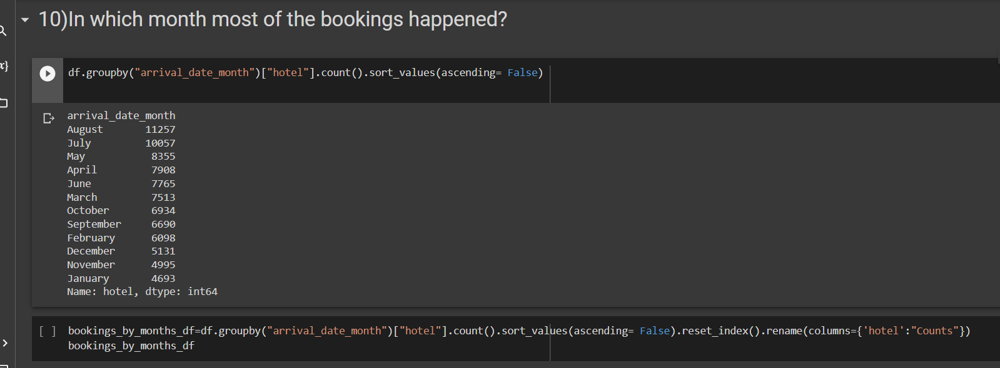 10)In which month most of the bookings happened?
df.groupby("arrival_date_month")["hotel"].count().sort_values(ascending= False)
arrival_date_month
August       11257
July         10057
May           8355
April         7908
June          7765
March         7513
October       6934
September     6690
February      6098
December      5131
November      4995
January       4693
Name: hotel, dtype: int64
[ ] bookings_by_months_df=df.groupby("arrival_date_month")["hotel"].count().sort_values(ascending= False).reset_index().rename(columns={'hotel':"Counts"})
bookings_by_months_df